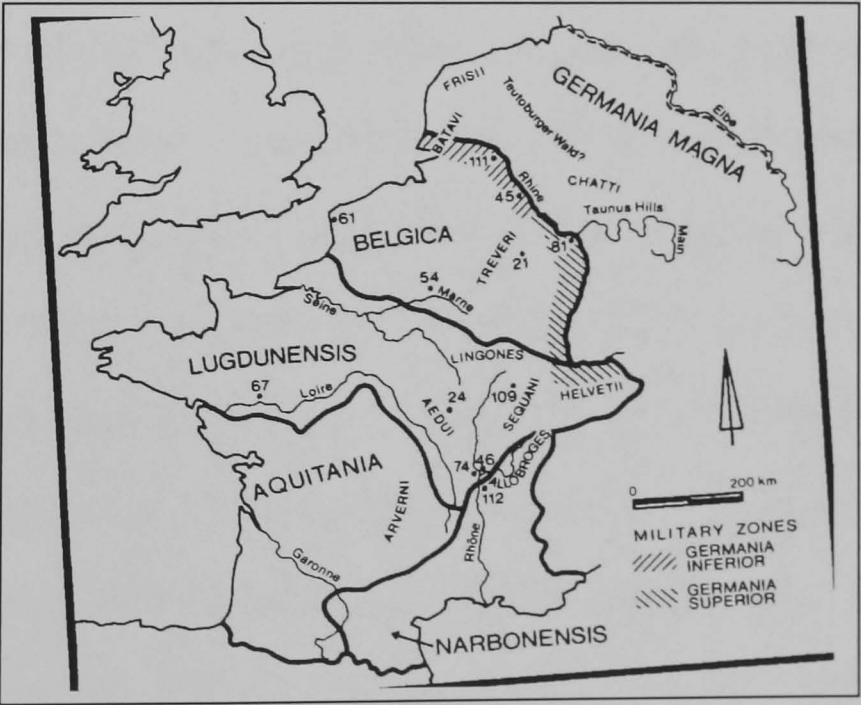 FRISII
Teutoburger Wald?
GERMANIA MAGNA
Elbe
BATAVI
111
Rhine
CHATTI
45
Taunus Hills
Main
61
BELGICA
81
TREVERI
21
54
Marne
Seine
LUGDUNENSIS
LINGONES
67
Loire
AEDUI
24
109
SEQUANI
HELVETII
74
46
ALLOBROGES
112
AQUITANIA
ARVERNI
Rhône
Garonne
NARBONENSIS
0 200 km
MILITARY ZONES
GERMANIA
INFERIOR
GERMANIA
SUPERIOR